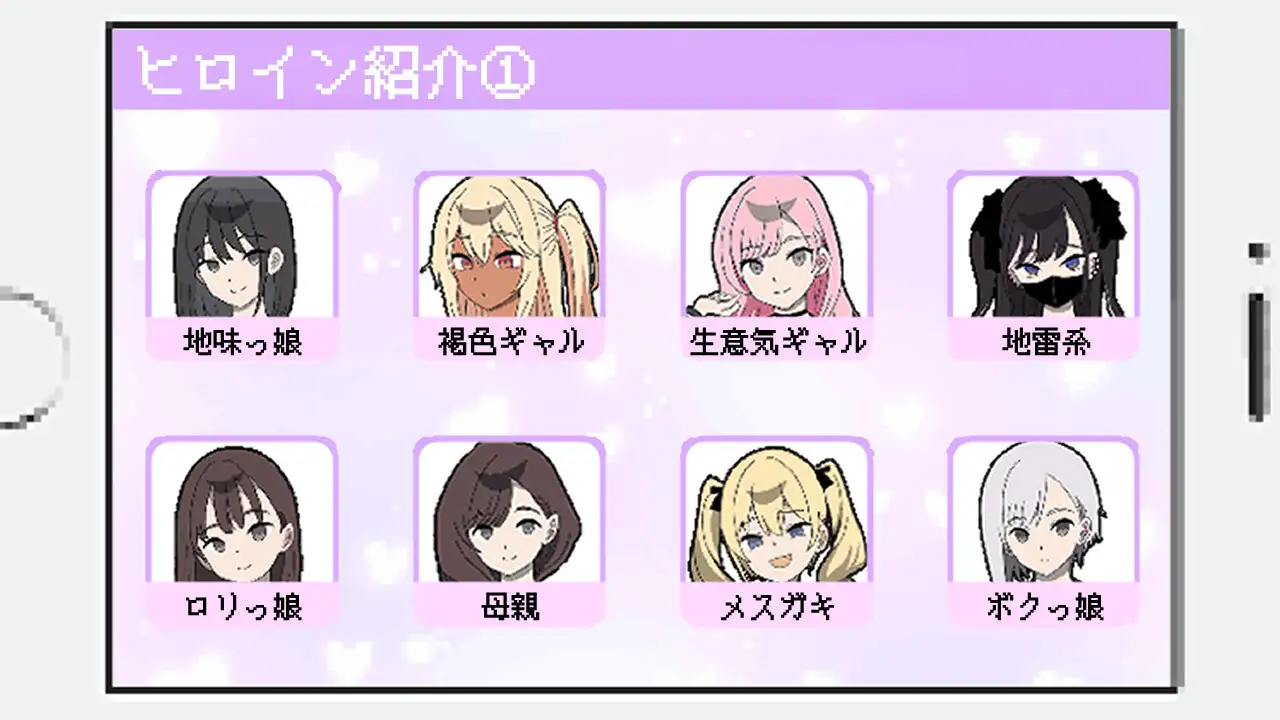 ヒロイン紹介①
地味っ娘
褐色ギャル
生意気ギャル
地雷系
ロリっ娘
母親
メスガキ
ボクっ娘